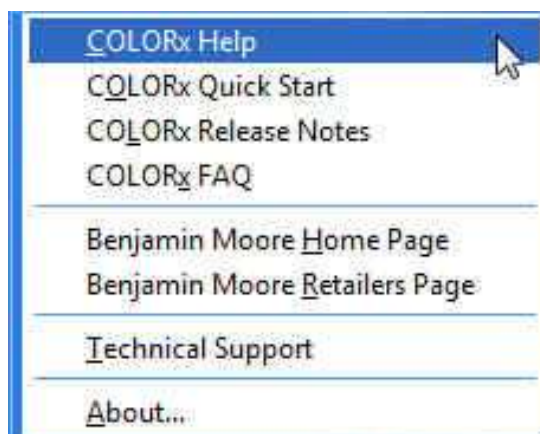 COLORx Help
COLORx Quick Start
COLORx Release Notes
COLORx FAQ
Benjamin Moore Home Page
Benjamin Moore Retailers Page
Technical Support
About...